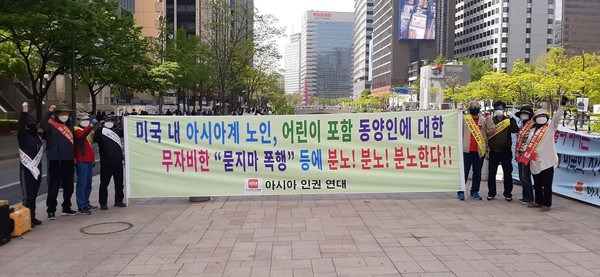 미국 내 아시아계 노인, 어린이 포함 동양인에 대한
무자비한 “묻지마 폭행” 등에 분노! 분노! 분노한다!!
아시아 인권 연대